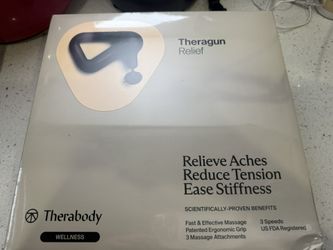 Theragun
Relief
Relieve Aches
Reduce Tension
Ease Stiffness
SCIENTIFICALLY-PROVEN BENEFITS
Fast & Effective Massage
Patented Ergonomic Grip
3 Massage Attachments
3 Speeds
US FDA Registered
Therabody
WELLNESS